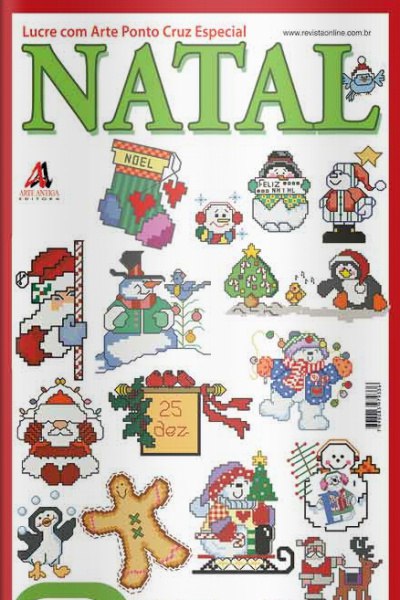 Lucre com Arte Ponto Cruz Especial
www.revistaonline.com.br
NATAL
ARTE ANTIGA
EDITORA
NOEL
FELIZ
NATAL
25
dez.